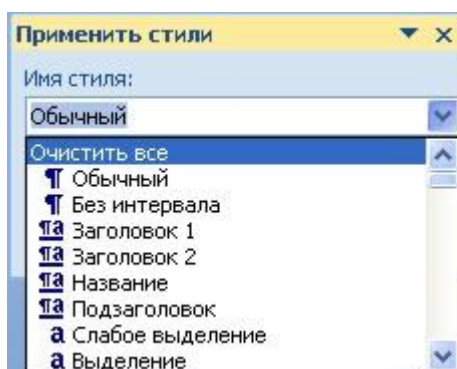 Применить стили
Имя стиля:
Обычный
Очистить все
¶ Обычный
¶ Без интервала
¶a Заголовок 1
¶a Заголовок 2
¶a Название
¶a Подзаголовок
a Слабое выделение
a Выделение